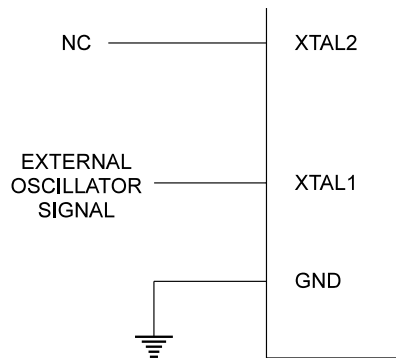 NC
XTAL2
EXTERNAL
OSCILLATOR
SIGNAL
XTAL1
GND